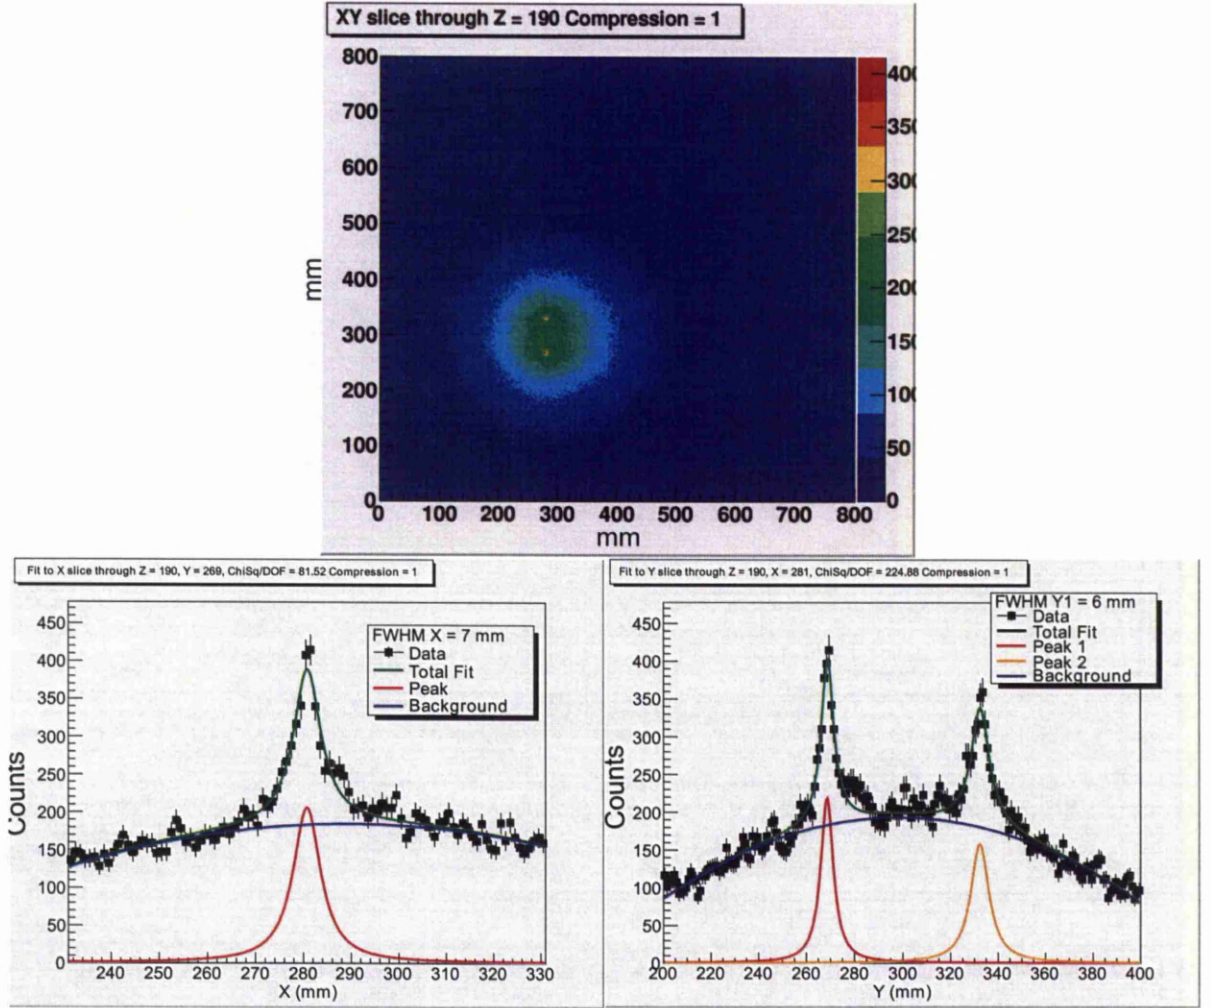 XY slice through Z = 190 Compression = 1
800
700
600
500
400
300
200
100
0
mm
0 100 200 300 400 500 600 700 800
mm
350
300
250
200
150
100
50
0
Fit to X slice through Z = 190, Y = 269, ChiSq/DOF = 81.52 Compression = 1
FWHM X = 7 mm
Data
Total Fit
Peak
Background
450
400
350
300
250
200
150
100
50
0
Counts
240 250 260 270 280 290 300 310 320 330
X (mm)
Fit to Y slice through Z = 190, X = 281, ChiSq/DOF = 224.88 Compression = 1
FWHM Y1 = 6 mm
Data
Total Fit
Peak 1
Peak 2
Background
450
400
350
300
250
200
150
100
50
0
Counts
200 220 240 260 280 300 320 340 360 380 400
Y (mm)